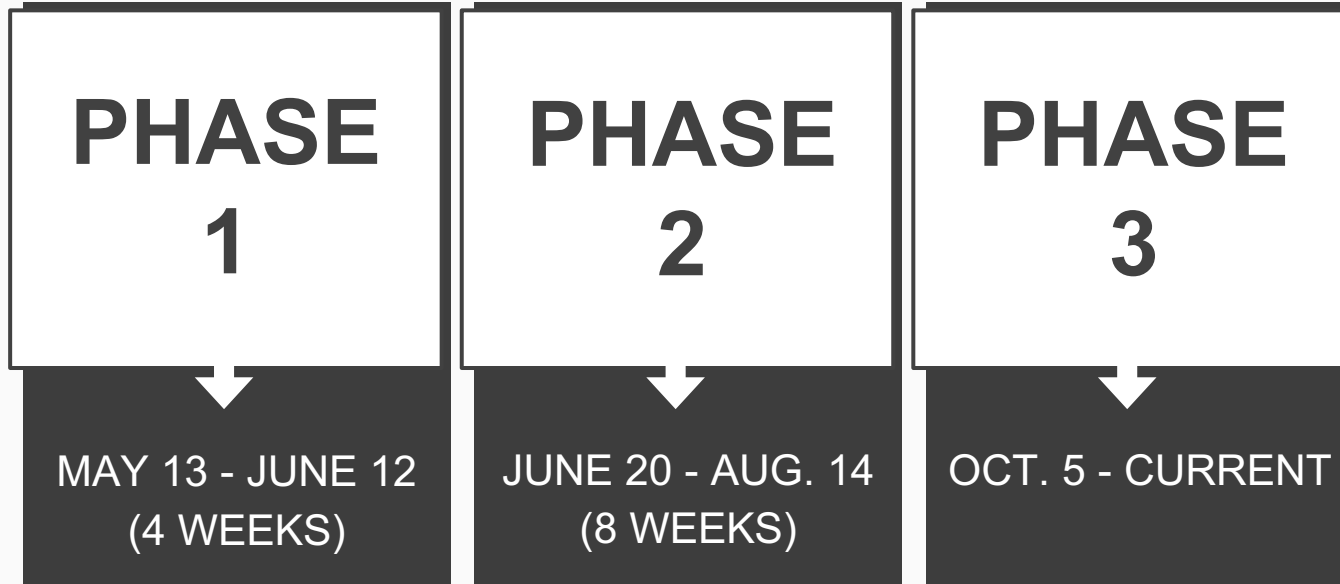 PHASE
1
MAY 13 - JUNE 12
(4 WEEKS)
PHASE
2
JUNE 20 - AUG. 14
(8 WEEKS)
PHASE
3
OCT. 5 - CURRENT